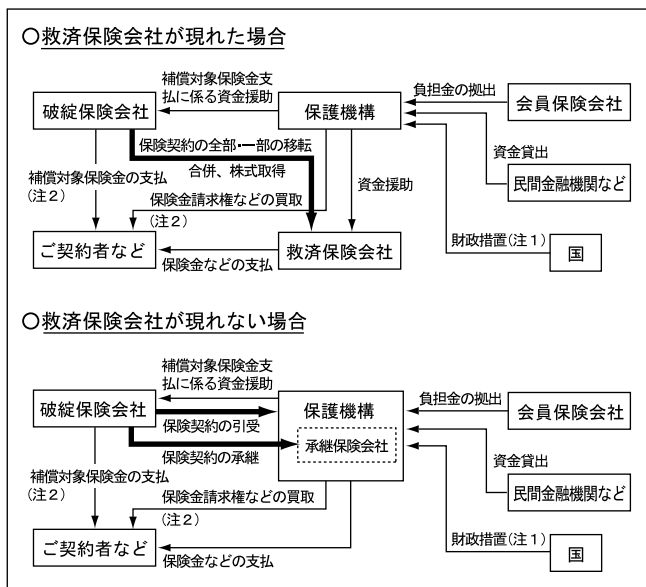 ○救済保険会社が現れた場合
補償対象保険金支
払に係る資金援助
負担金の拠出
破綻保険会社
保護機構
会員保険会社
保険契約の全部・一部の移転
合併、株式取得
資金貸出
補償対象保険金の支払
(注2)
保険金請求権などの買取
(注2)
資金援助
民間金融機関など
ご契約者など
保険金などの支払
救済保険会社
財政措置(注1)
国
○救済保険会社が現れない場合
補償対象保険金支
払に係る資金援助
負担金の拠出
破綻保険会社
保護機構
会員保険会社
保険契約の引受
承継保険会社
保険契約の承継
資金貸出
補償対象保険金の支払
(注2)
保険金請求権などの買取
(注2)
民間金融機関など
ご契約者など
保険金などの支払
財政措置(注1)
国